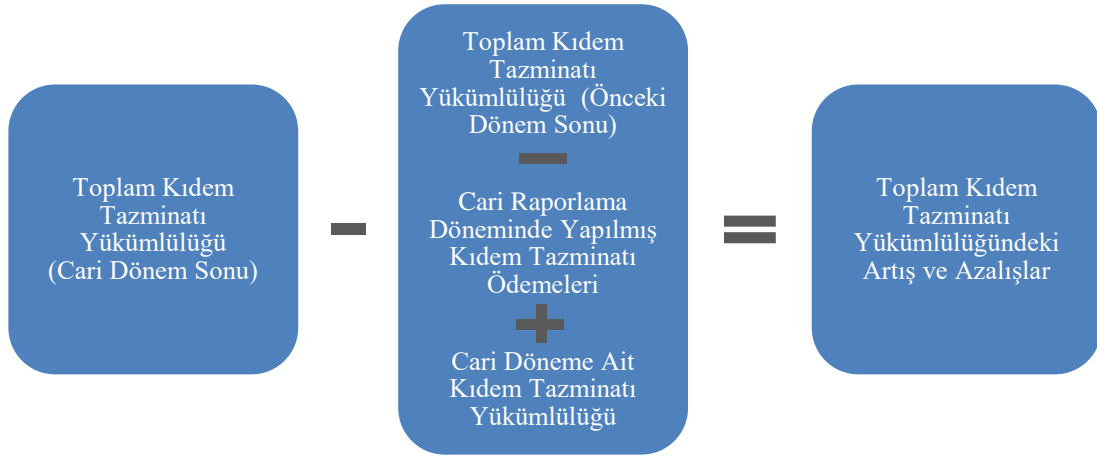 Toplam Kıdem
Tazminatı
Yükümlülüğü
(Cari Dönem Sonu)
-
Toplam Kıdem
Tazminatı
Yükümlülüğü (Önceki
Dönem Sonu)
-
Cari Raporlama
Döneminde Yapılmış
Kıdem Tazminatı
Ödemeleri
+
Cari Döneme Ait
Kıdem Tazminatı
Yükümlülüğü
=
Toplam Kıdem
Tazminatı
Yükümlülüğündeki
Artış ve Azalışlar